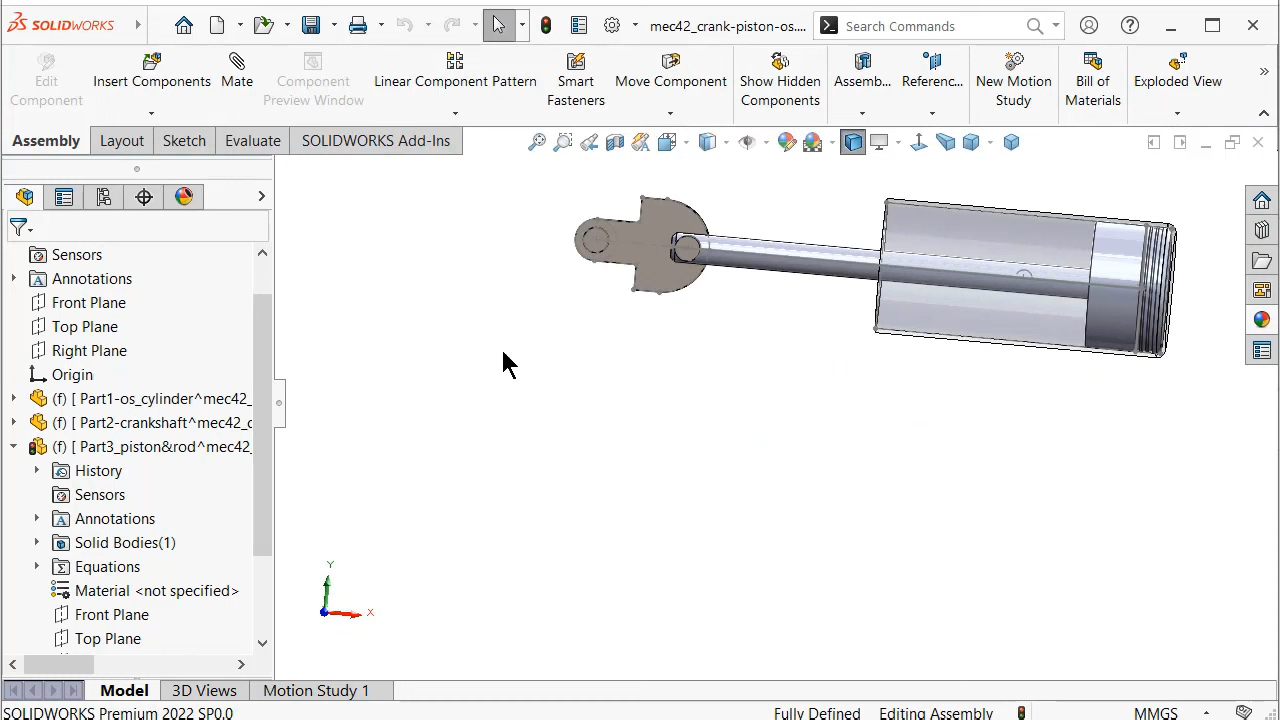 SOLIDWORKS
mec42_crank-piston-os....
Search Commands
Edit Component
Insert Components
Mate
Component Preview Window
Linear Component Pattern
Smart Fasteners
Move Component
Show Hidden Components
Assemb...
Referenc...
New Motion Study
Bill of Materials
Exploded View
Assembly
Layout
Sketch
Evaluate
SOLIDWORKS Add-Ins
Sensors
Annotations
Front Plane
Top Plane
Right Plane
Origin
(f) [ Part1-os_cylinder^mec42_
(f) [ Part2-crankshaft^mec42_c
(f) [ Part3_piston&rod^mec42_
History
Sensors
Annotations
Solid Bodies(1)
Equations
Material <not specified>
Front Plane
Top Plane
Y
X
Model
3D Views
Motion Study 1
SOLIDWORKS Premium 2022 SP0.0
Fully Defined
Editing Assembly
MMGS